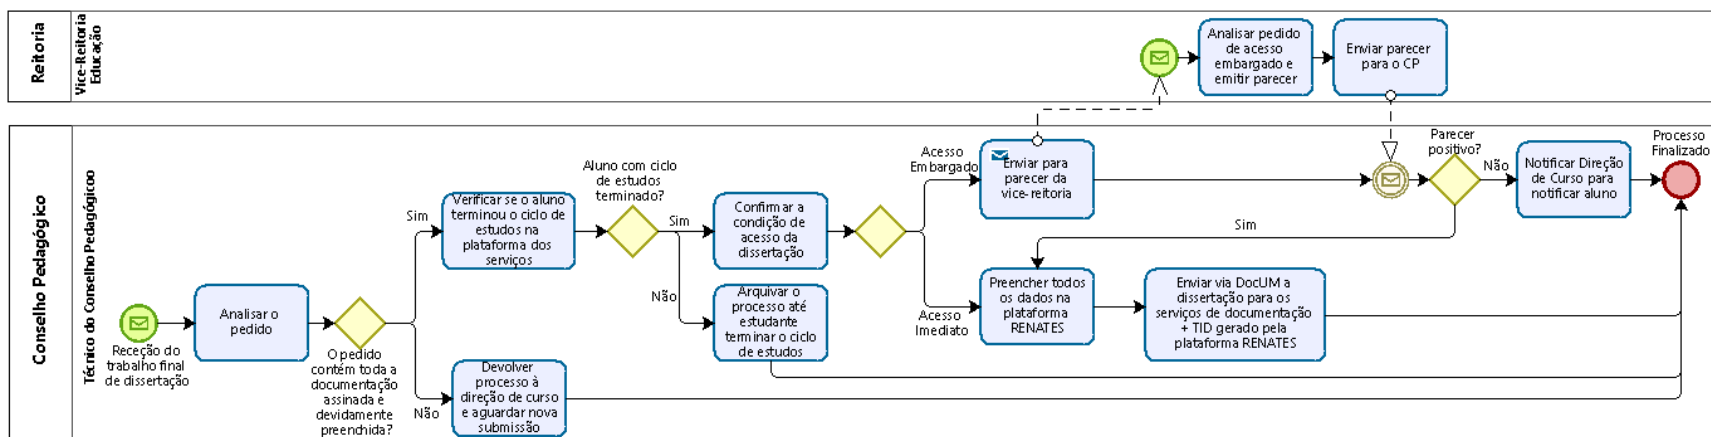 Reitoria
Vice-Reitoria
Educação
Analisar pedido
de acesso
embargado e
emitir parecer
Enviar parecer
para o CP
Conselho Pedagógico
Técnico do Conselho Pedagógicoo
Receção do
trabalho final
de dissertação
Analisar o
pedido
O pedido
contém toda a
documentação
assinada e
devidamente
preenchida?
Sim
Não
Verificar se o aluno
terminou o ciclo de
estudos na
plataforma dos
serviços
Devolver
processo à
direção de curso
e aguardar nova
submissão
Aluno com ciclo
de estudos
terminado?
Sim
Não
Confirmar a
condição de
acesso da
dissertação
Arquivar o
processo até
estudante
terminar o ciclo
de estudos
Acesso
Embargado
Acesso
Imediato
Enviar para
parecer da
vice-reitoria
Preencher todos
os dados na
plataforma
RENATES
Enviar via DocUM a
dissertação para os
serviços de documentação
+ TID gerado pela
plataforma RENATES
Parecer
positivo?
Não
Sim
Notificar Direção
de Curso para
notificar aluno
Processo
Finalizado